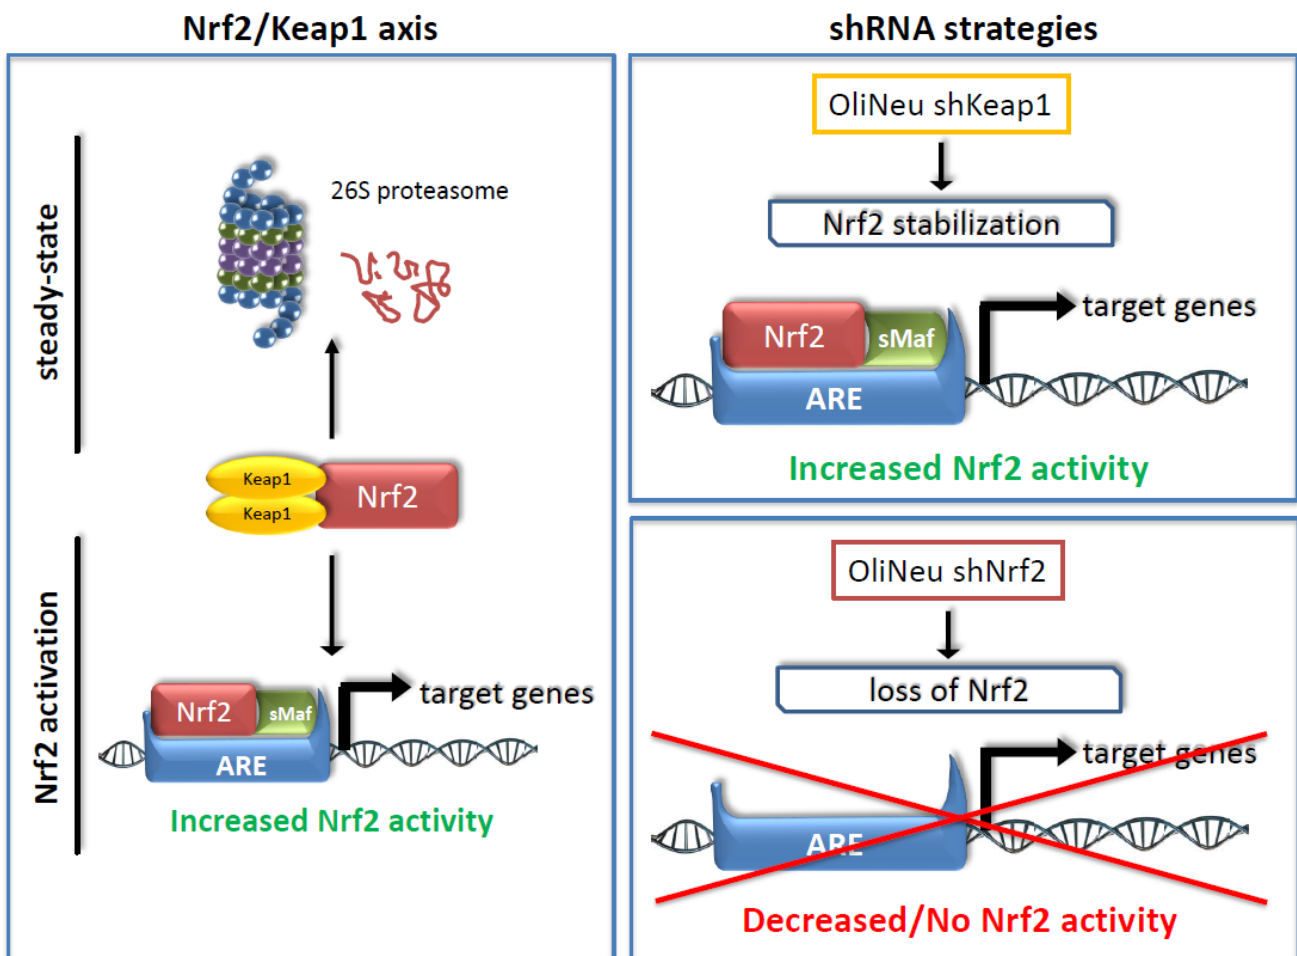 Nrf2/Keap1 axis
steady-state
26S proteasome
Keap1
Keap1
Nrf2
Nrf2 activation
Nrf2
sMaf
target genes
ARE
Increased Nrf2 activity
shRNA strategies
OliNeu shKeap1
Nrf2 stabilization
Nrf2
sMaf
target genes
ARE
Increased Nrf2 activity
OliNeu shNrf2
loss of Nrf2
target genes
ARE
Decreased/No Nrf2 activity